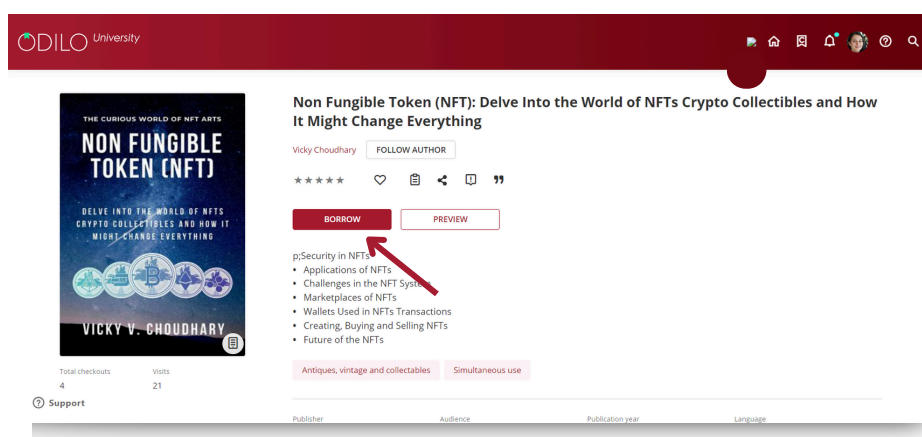 ODILO University
Non Fungible Token (NFT): Delve Into the World of NFTs Crypto Collectibles and How
It Might Change Everything
Vicky Choudhary
FOLLOW AUTHOR
BORROW
PREVIEW
p;Security in NFTs
• Applications of NFTs
• Challenges in the NFT System
• Marketplaces of NFTs
• Wallets Used in NFTs Transactions
• Creating, Buying and Selling NFTs
• Future of the NFTs
Antiques, vintage and collectables
Simultaneous use
THE CURIOUS WORLD OF NFT ARTS
NON FUNGIBLE
TOKEN (NFT)
DELVE INTO THE WORLD OF NFTS
CRYPTO COLLECTIBLES AND HOW IT
MIGHT CHANGE EVERYTHING
VICKY V. CHOUDHARY
Total checkouts
4
Visits
21
Support
Publisher
Audience
Publication year
Language